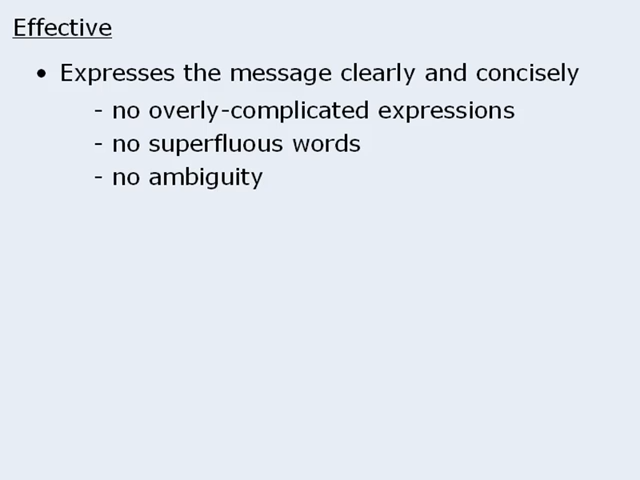 Effective
• Expresses the message clearly and concisely
- no overly-complicated expressions
- no superfluous words
- no ambiguity